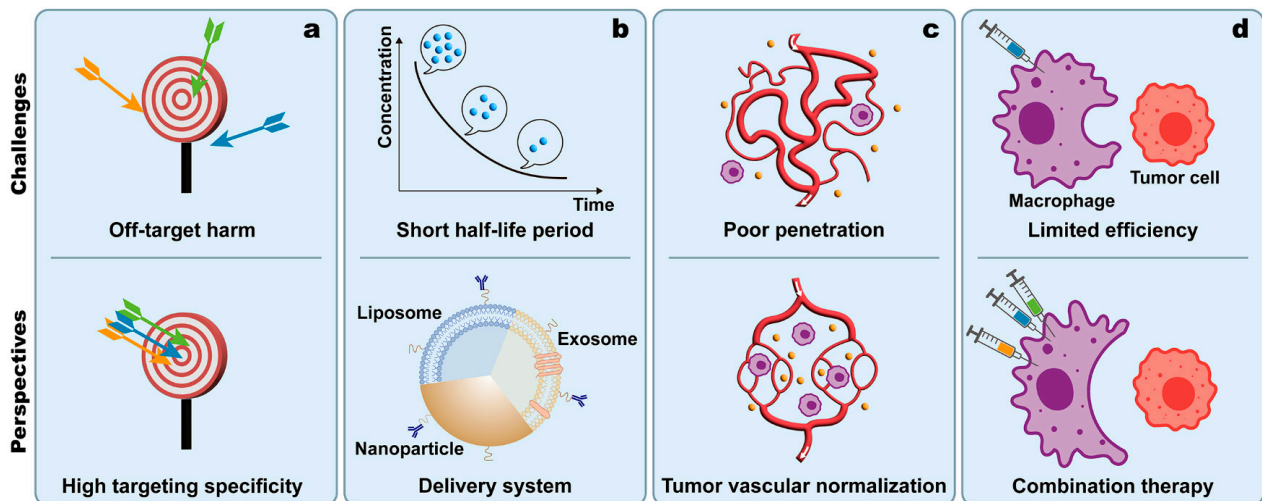 Challenges
a
Off-target harm
b
Concentration
Time
Short half-life period
c
Poor penetration
d
Macrophage
Tumor cell
Limited efficiency
Perspectives
High targeting specificity
Liposome
Exosome
Nanoparticle
Delivery system
Tumor vascular normalization
Combination therapy